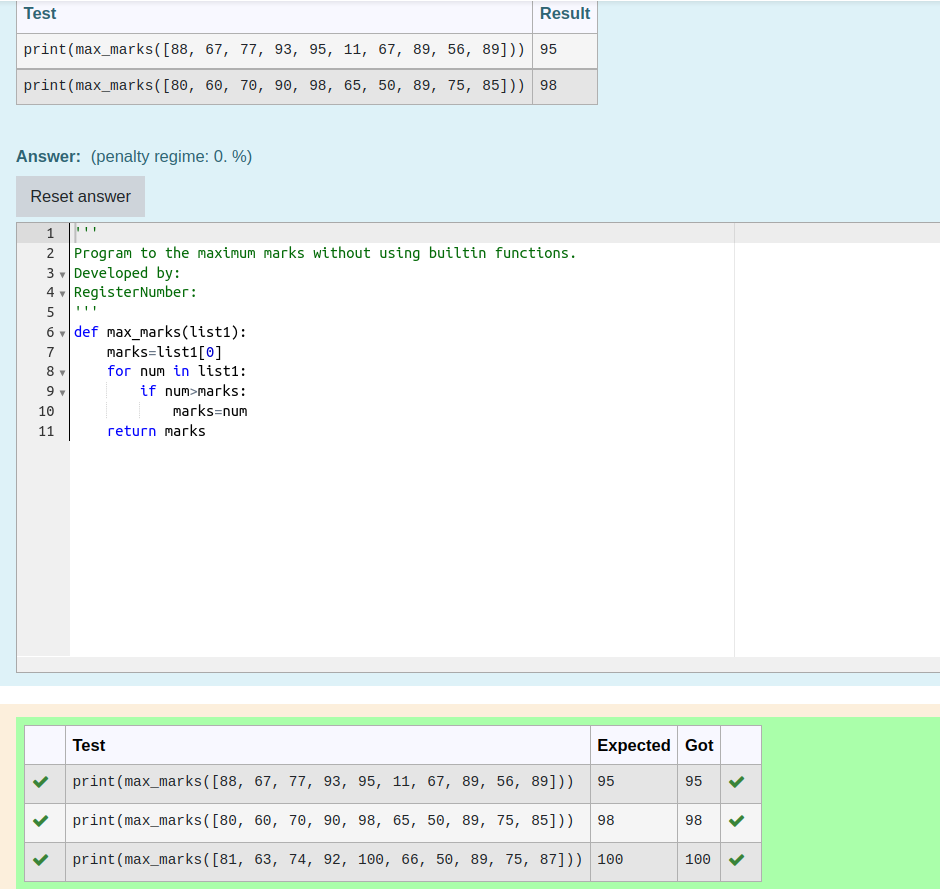 Test Result
print(max_marks([88, 67, 77, 93, 95, 11, 67, 89, 56, 89])) 95
print(max_marks([80, 60, 70, 90, 98, 65, 50, 89, 75, 85])) 98
Answer: (penalty regime: 0. %)
Reset answer
1 '''
2 Program to the maximum marks without using builtin functions.
3 Developed by:
4 RegisterNumber:
5 '''
6 def max_marks(list1):
7     marks=list1[0]
8     for num in list1:
9         if num>marks:
10             marks=num
11     return marks
Test Expected Got
print(max_marks([88, 67, 77, 93, 95, 11, 67, 89, 56, 89])) 95 95
print(max_marks([80, 60, 70, 90, 98, 65, 50, 89, 75, 85])) 98 98
print(max_marks([81, 63, 74, 92, 100, 66, 50, 89, 75, 87])) 100 100